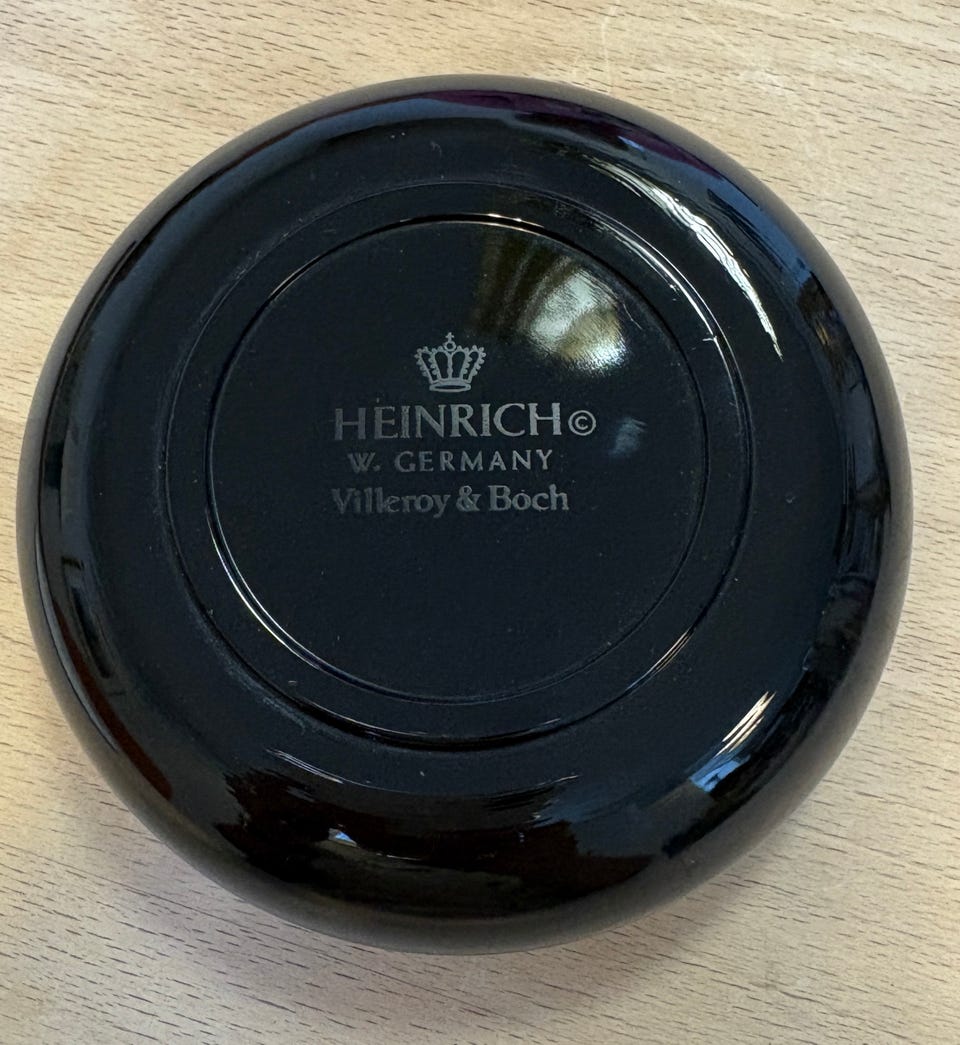 HEINRICH©
W. GERMANY
Villeroy & Boch